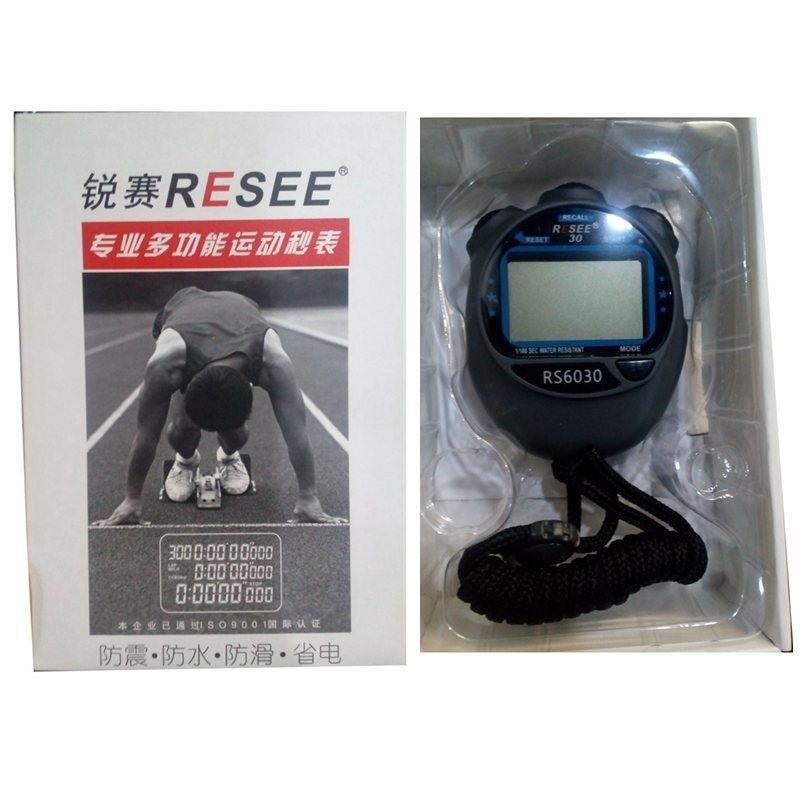 锐赛RESEE®
专业多功能运动秒表
300 0:00'00"000
0:00'00"000
STOP
0:00'00"000
本企业已通过ISO9001国际认证
防震·防水·防滑·省电
RECALL
RESEE®
RESET 30 START
1/100 SEC WATER RESISTANT
MODE
RS6030